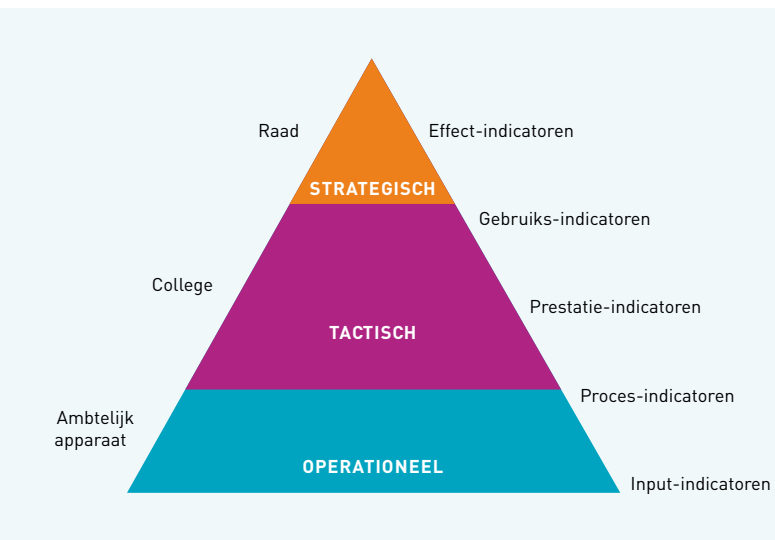 Raad
Effect-indicatoren
STRATEGISCH
Gebruiks-indicatoren
College
Prestatie-indicatoren
TACTISCH
Proces-indicatoren
Ambtelijk
apparaat
OPERATIONEEL
Input-indicatoren